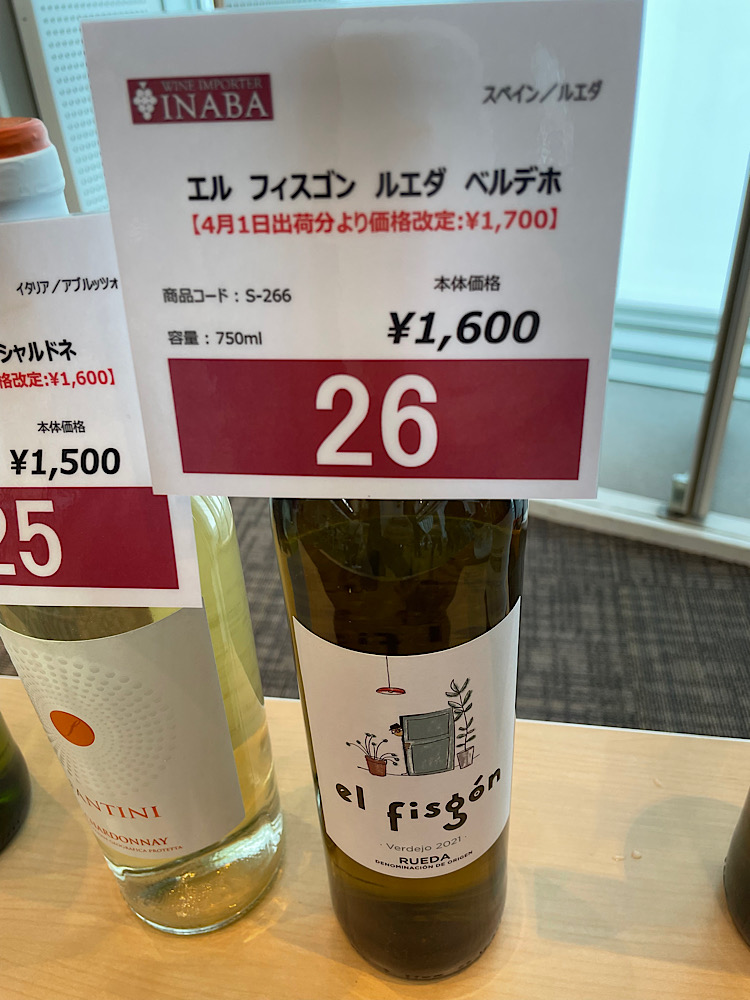 WINE IMPORTER
INABA
スペイン/ルエダ
エル フィスゴン ルエダ ベルデホ
【4月1日出荷分より価格改定:¥1,700】
商品コード:S-266
本体価格
容量:750ml
¥1,600
26
イタリア/アブルッツォ
シャルドネ
格改定:¥1,600】
本体価格
¥1,500
25
ANTINI
HARDONNAY
el fisgón
· Verdejo 2021 ·
RUEDA
DENOMINACIÓN DE ORIGEN